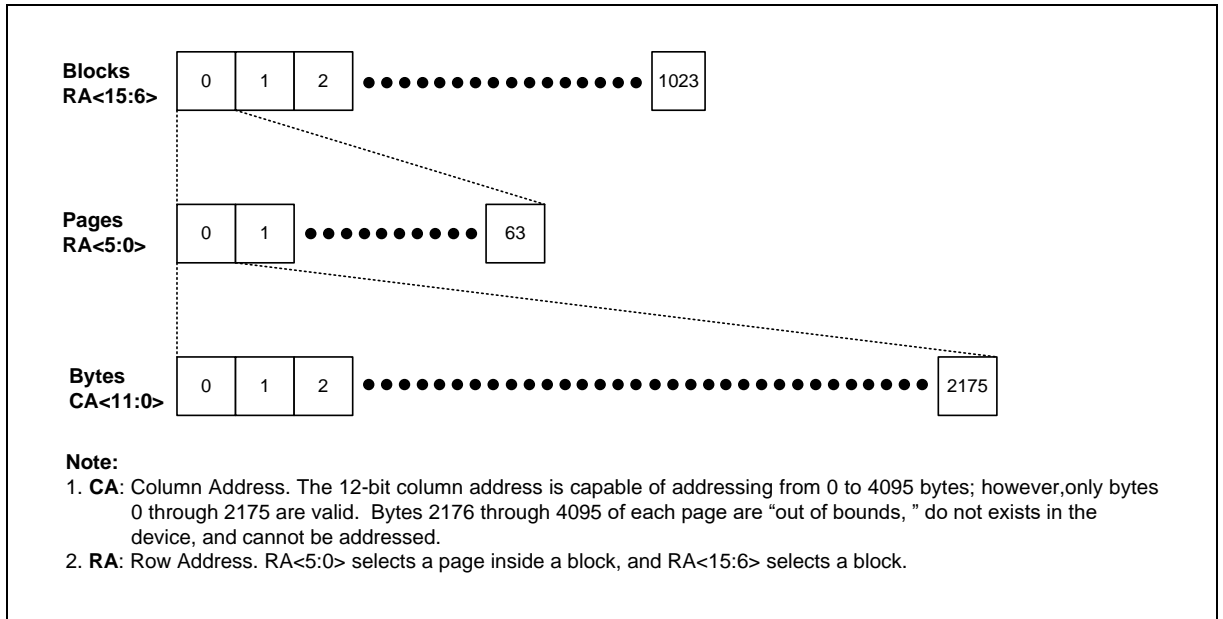 Blocks
RA<15:6>
0 1 2 1023
Pages
RA<5:0>
0 1 63
Bytes
CA<11:0>
0 1 2 2175
Note:
1. CA: Column Address. The 12-bit column address is capable of addressing from 0 to 4095 bytes; however,only bytes
0 through 2175 are valid. Bytes 2176 through 4095 of each page are “out of bounds, ” do not exists in the
device, and cannot be addressed.
2. RA: Row Address. RA<5:0> selects a page inside a block, and RA<15:6> selects a block.